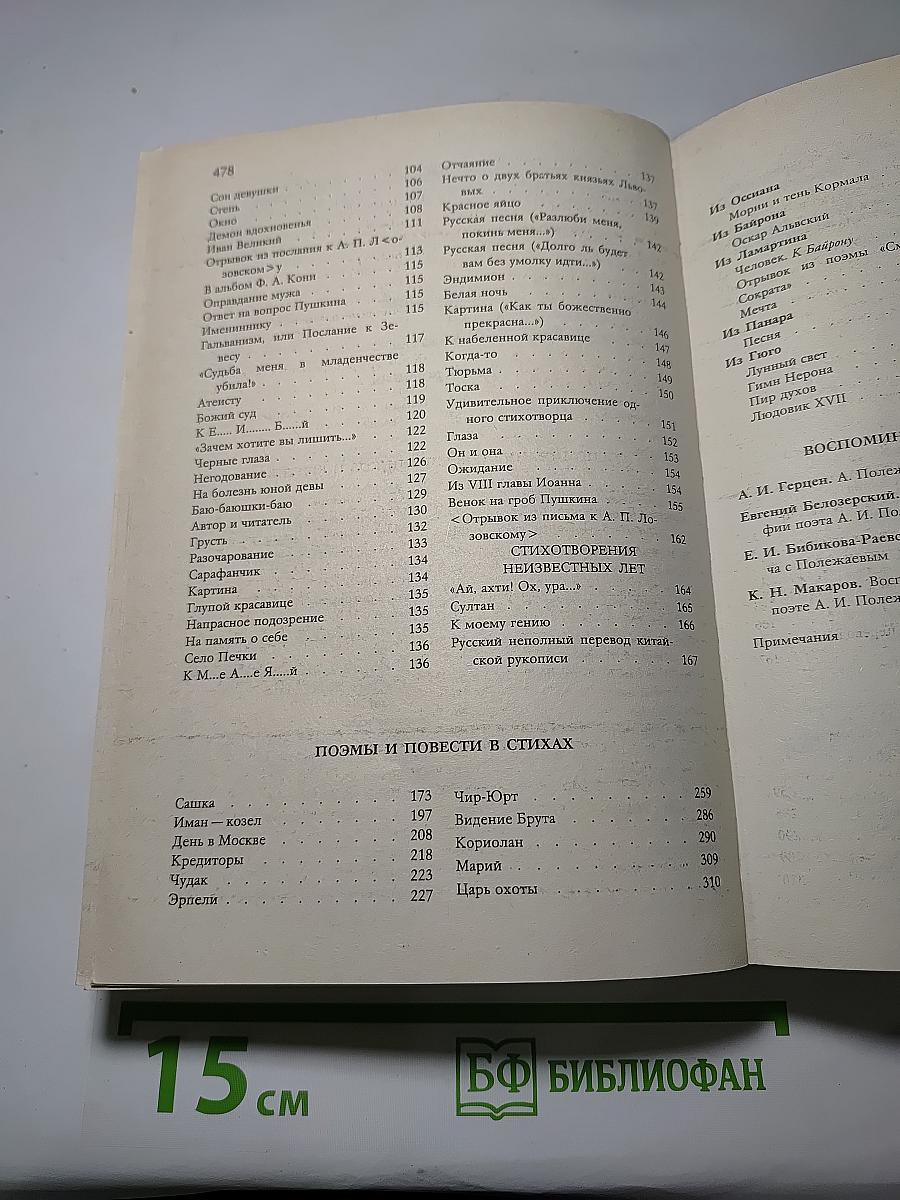 478
Сон девушки . . . 104
Степь . . . 106
Окно . . . 107
Демон вдохновенья . . . 108
Иван Великий . . . 111
Отрывок из послания к А. П. Л<о-
зовском>у . . . 113
В альбом Ф. А. Кони . . . 115
Оправдание мужа . . . 115
Ответ на вопрос Пушкина . . . 115
Имениннику . . . 115
Гальванизм, или Послание к Зе-
весу . . . 117
«Судьба меня в младенчестве
убила!» . . . 118
Атеисту . . . 118
Божий суд . . . 119
К Е..... И........ Б......й . . . 120
«Зачем хотите вы лишить...» . . . 122
Черные глаза . . . 122
Негодование . . . 126
На болезнь юной девы . . . 127
Баю-баюшки-баю . . . 129
Автор и читатель . . . 130
Грусть . . . 132
Разочарование . . . 133
Сарафанчик . . . 134
Картина . . . 134
Глупой красавице . . . 135
Напрасное подозрение . . . 135
На память о себе . . . 135
Село Печки . . . 136
К М...е А....е Я.....й . . . 136
Отчаяние . . . 137
Нечто о двух братьях князьях Льво-
вых . . . 137
Красное яйцо . . . 139
Русская песня («Разлюби меня,
покинь меня...») . . . 142
Русская песня («Долго ль будет
вам без умолку идти...») . . . 142
Эндимион . . . 143
Белая ночь . . . 144
Картина («Как ты божественно
прекрасна...») . . . 146
К набеленной красавице . . . 147
Когда-то . . . 148
Тюрьма . . . 149
Тоска . . . 150
Удивительное приключение од-
ного стихотворца . . . 151
Глаза . . . 152
Он и она . . . 153
Ожидание . . . 154
Из VIII главы Иоанна . . . 154
Венок на гроб Пушкина . . . 155
<Отрывок из письма к А. П. Ло-
зовскому> . . . 162
СТИХОТВОРЕНИЯ
НЕИЗВЕСТНЫХ ЛЕТ
«Ай, ахти! Ох, ура...» . . . 164
Султан . . . 165
К моему гению . . . 166
Русский неполный перевод китай-
ской рукописи . . . 167
ПОЭМЫ И ПОВЕСТИ В СТИХАХ
Сашка . . . 173
Иман — козел . . . 197
День в Москве . . . 208
Кредиторы . . . 218
Чудак . . . 223
Эрпели . . . 227
Чир-Юрт . . . 259
Видение Брута . . . 286
Кориолан . . . 290
Марий . . . 309
Царь охоты . . . 310
Из Оссиана
Морни и тень Кормала
Из Байрона
Оскар Альвский
Из Ламартина
Человек. К Байрону
Отрывок из поэмы «См
Сократа»
Мечта
Из Панара
Песня
Из Гюго
Лунный свет
Гимн Нерона
Пир духов
Людовик XVII
ВОСПОМИН
А. И. Герцен. А. Полеж
Евгений Белозерский.
фии поэта А. И. Пол
Е. И. Бибикова-Раевс
ча с Полежаевым
К. Н. Макаров. Восп
поэте А. И. Полеж
Примечания
15 см
БФ БИБЛИОФАН